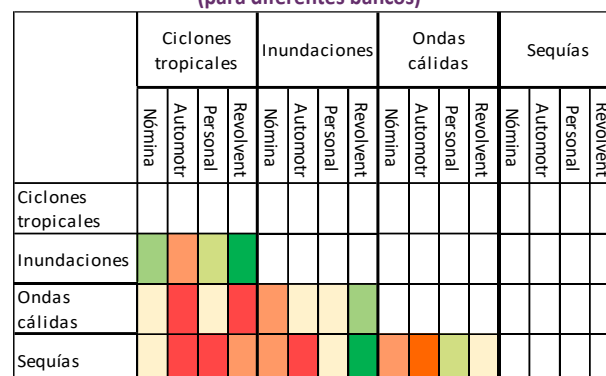 (para diferentes bancos)
Ciclones
tropicales
Inundaciones
Ondas
cálidas
Sequías
Nómina
Automotr
Personal
Revolvent
Nómina
Automotr
Personal
Revolvent
Nómina
Automotr
Personal
Revolvent
Nómina
Automotr
Personal
Revolvent
Ciclones
tropicales
Inundaciones
Ondas
cálidas
Sequías